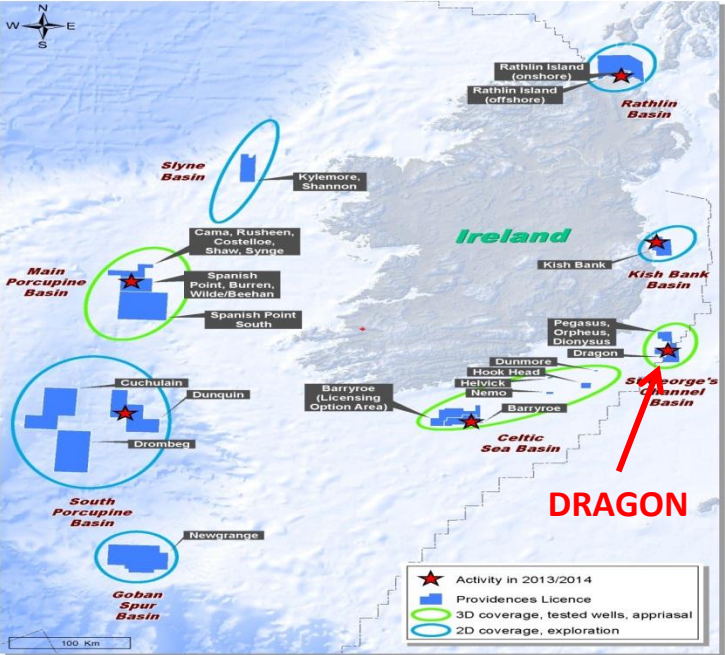 N
W E
S
Rathlin Island
(onshore)
Rathlin Island
(offshore)
Rathlin
Basin
Slyne
Basin
Kylemore,
Shannon
Cama, Rusheen,
Costelloe,
Shaw, Synge
Ireland
Main
Porcupine
Basin
Spanish
Point, Burren,
Wilde/Beehan
Spanish Point
South
Kish Bank
Kish Bank
Basin
Pegasus,
Orpheus,
Dionysus
Dragon
St George's
Channel
Basin
Dunmore
Hook Head
Helvick
Nemo
Barryroe
(Licensing
Option Area)
Barryroe
Celtic
Sea Basin
Cuchulain
Dunquin
Drombeg
South
Porcupine
Basin
DRAGON
Newgrange
Goban
Spur
Basin
Activity in 2013/2014
Providences Licence
3D coverage, tested wells, appriasal
2D coverage, exploration
100 Km